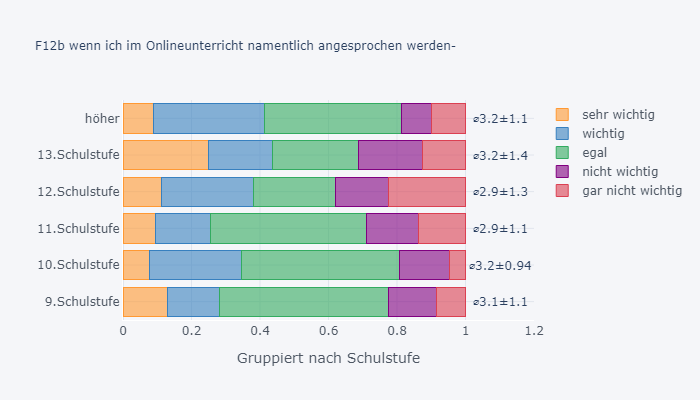 F12b wenn ich im Onlineunterricht namentlich angesprochen werden-
höher
13.Schulstufe
12.Schulstufe
11.Schulstufe
10.Schulstufe
9.Schulstufe
⌀3.2±1.1
⌀3.2±1.4
⌀2.9±1.3
⌀2.9±1.1
⌀3.2±0.94
⌀3.1±1.1
sehr wichtig
wichtig
egal
nicht wichtig
gar nicht wichtig
0 0.2 0.4 0.6 0.8 1 1.2
Gruppiert nach Schulstufe